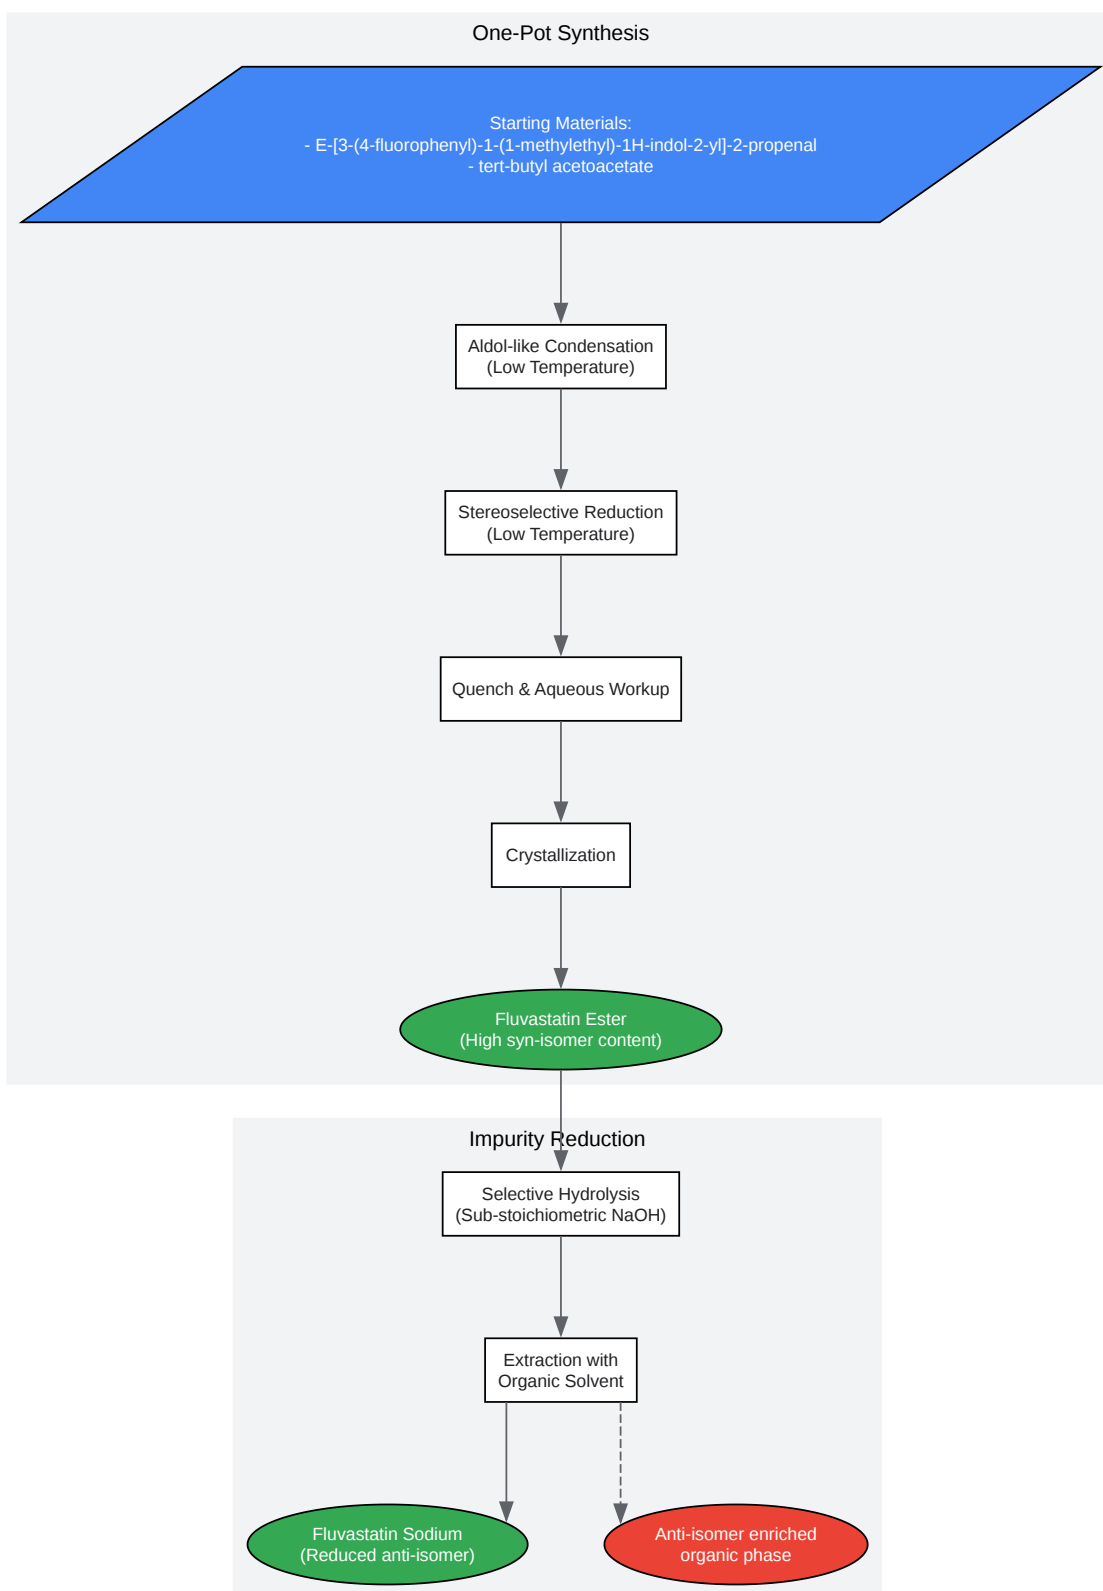 One-Pot Synthesis
Starting Materials:
- E-[3-(4-fluorophenyl)-1-(1-methylethyl)-1H-indol-2-yl]-2-propenal
- tert-butyl acetoacetate
Aldol-like Condensation
(Low Temperature)
Stereoselective Reduction
(Low Temperature)
Quench & Aqueous Workup
Crystallization
Fluvastatin Ester
(High syn-isomer content)
Impurity Reduction
Selective Hydrolysis
(Sub-stoichiometric NaOH)
Extraction with
Organic Solvent
Fluvastatin Sodium
(Reduced anti-isomer)
Anti-isomer enriched
organic phase